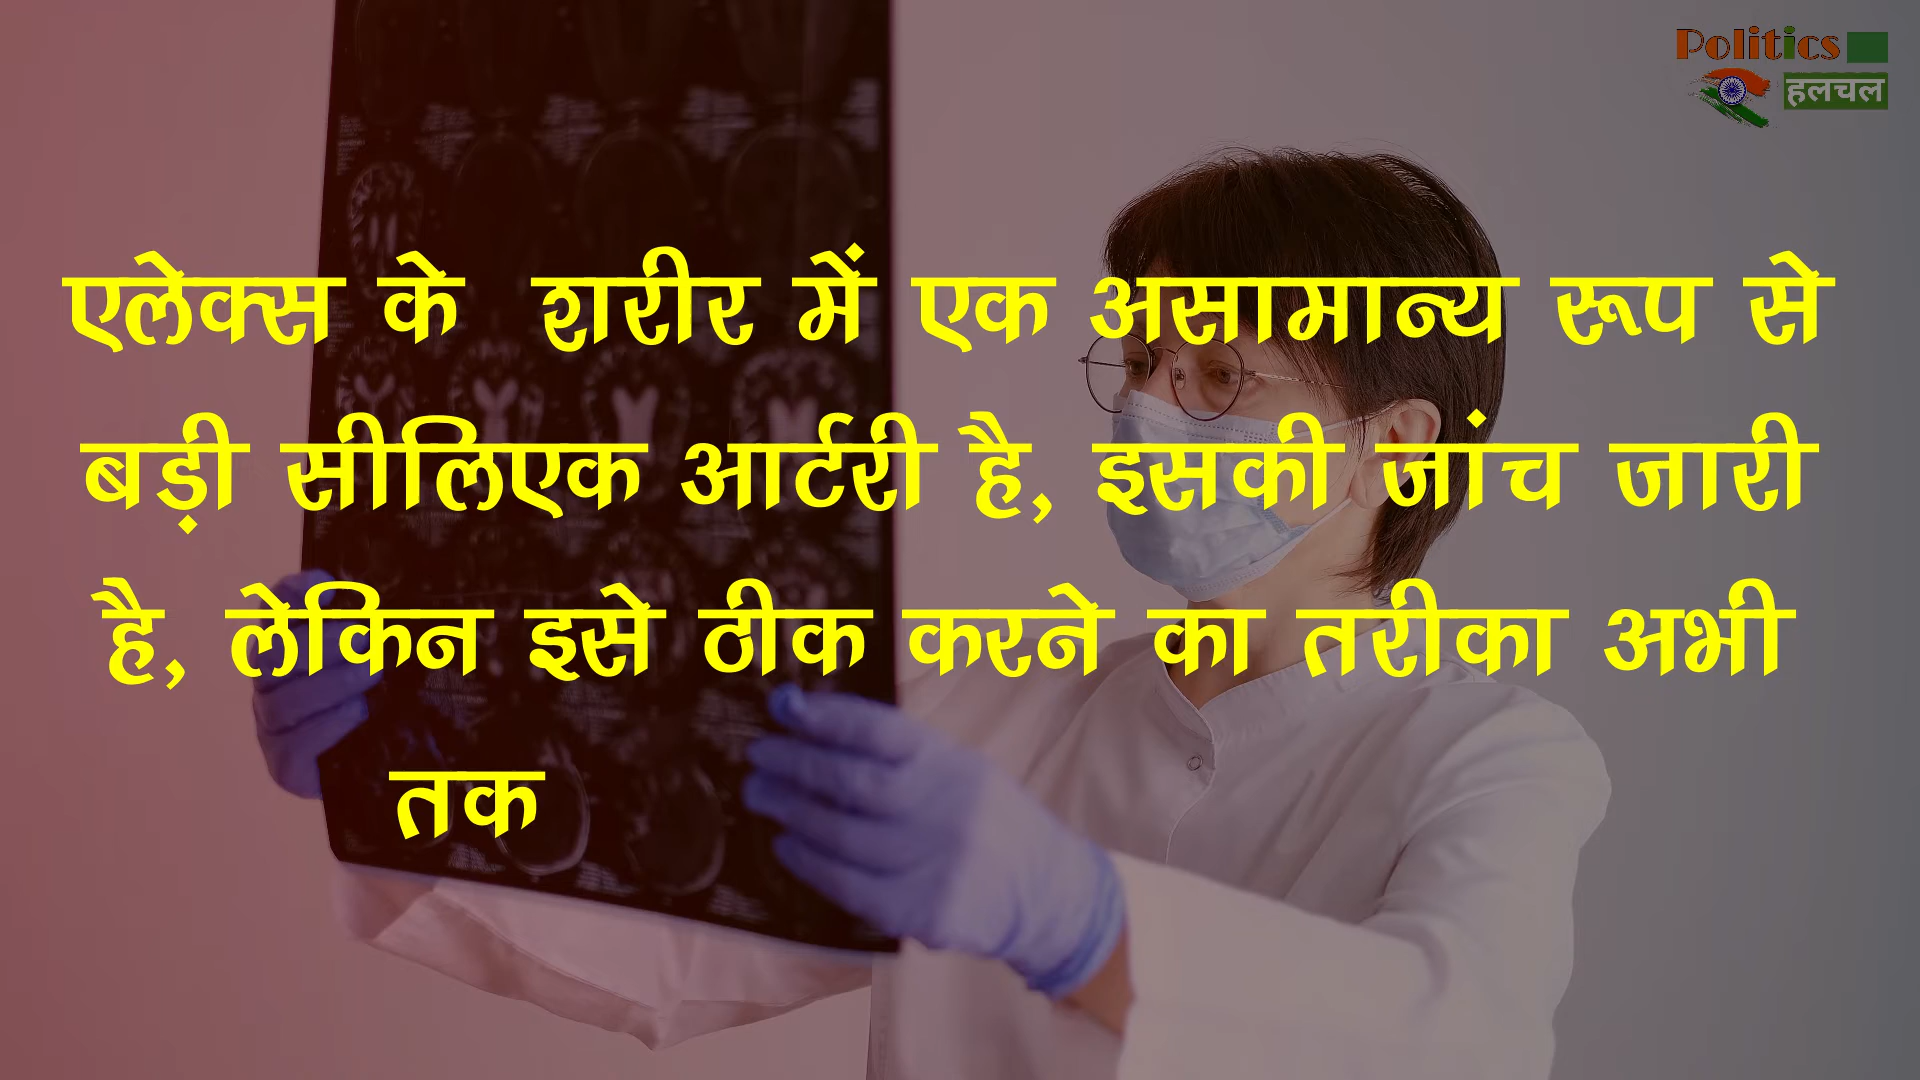 Politics
हलचल
एलेक्स के शरीर में एक असामान्य रूप से
बड़ी सीलिएक आर्टरी है, इसकी जांच जारी
है, लेकिन इसे ठीक करने का तरीका अभी
तक